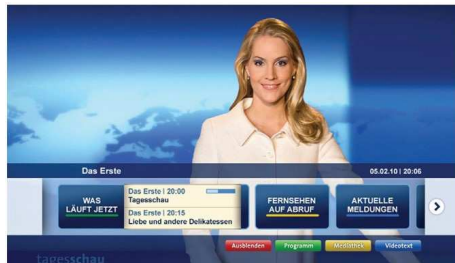 Das Erste
05.02.10 | 20:06
WAS
LÄUFT JETZT
Das Erste | 20:00
Tagesschau
Das Erste | 20:15
Liebe und andere Delikatessen
FERNSEHEN
AUF ABRUF
AKTUELLE
MELDUNGEN
Ausblenden
Programm
Mediathek
Videotext
tagesschau